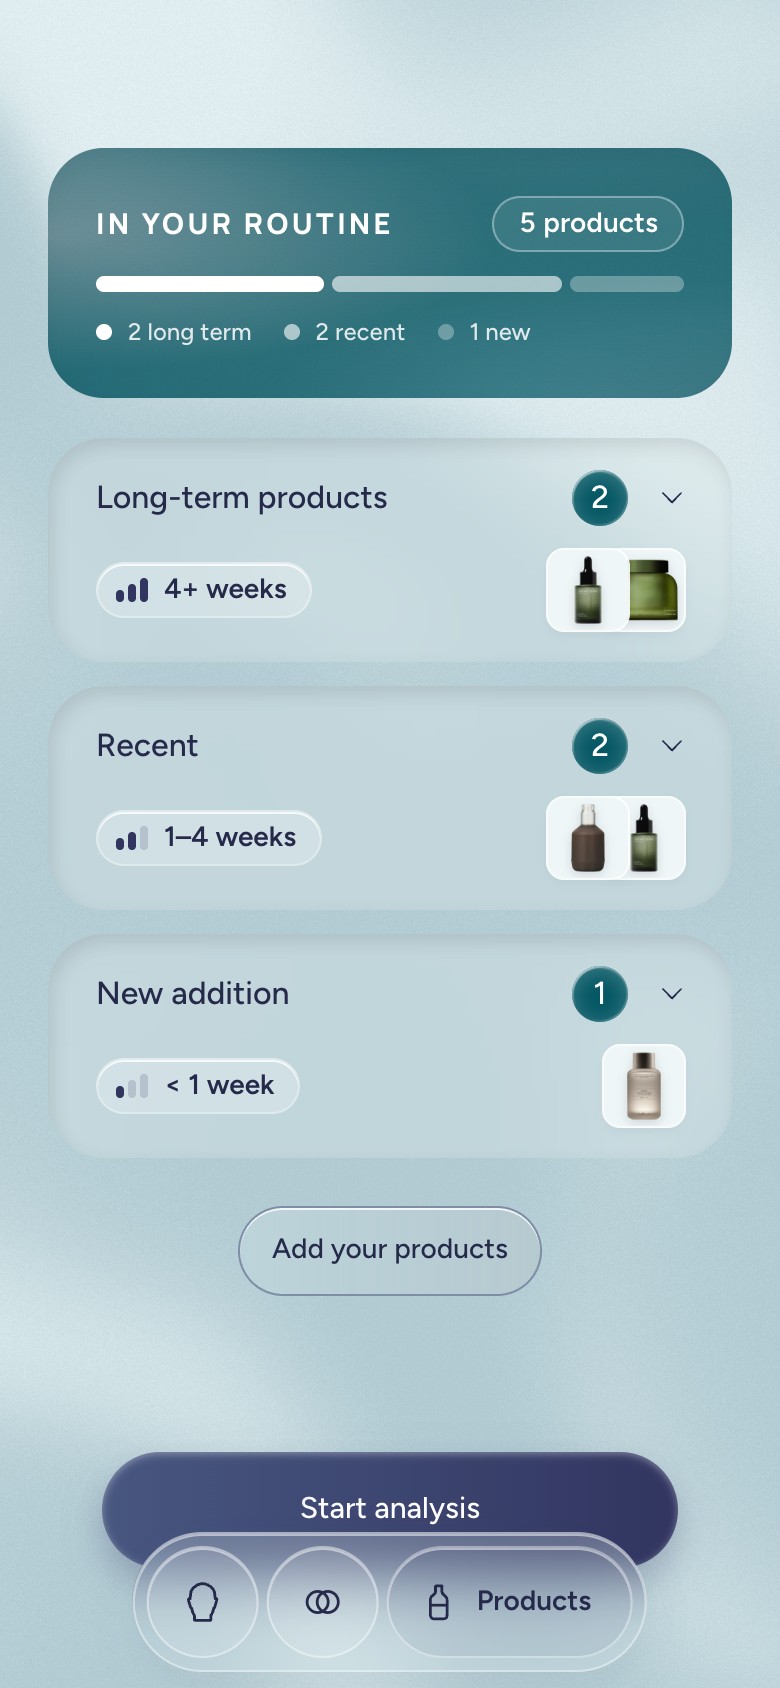 IN YOUR ROUTINE
5 products
2 long term
2 recent
1 new
Long-term products
2
4+ weeks
Recent
2
1–4 weeks
New addition
1
< 1 week
Add your products
Start analysis
Products